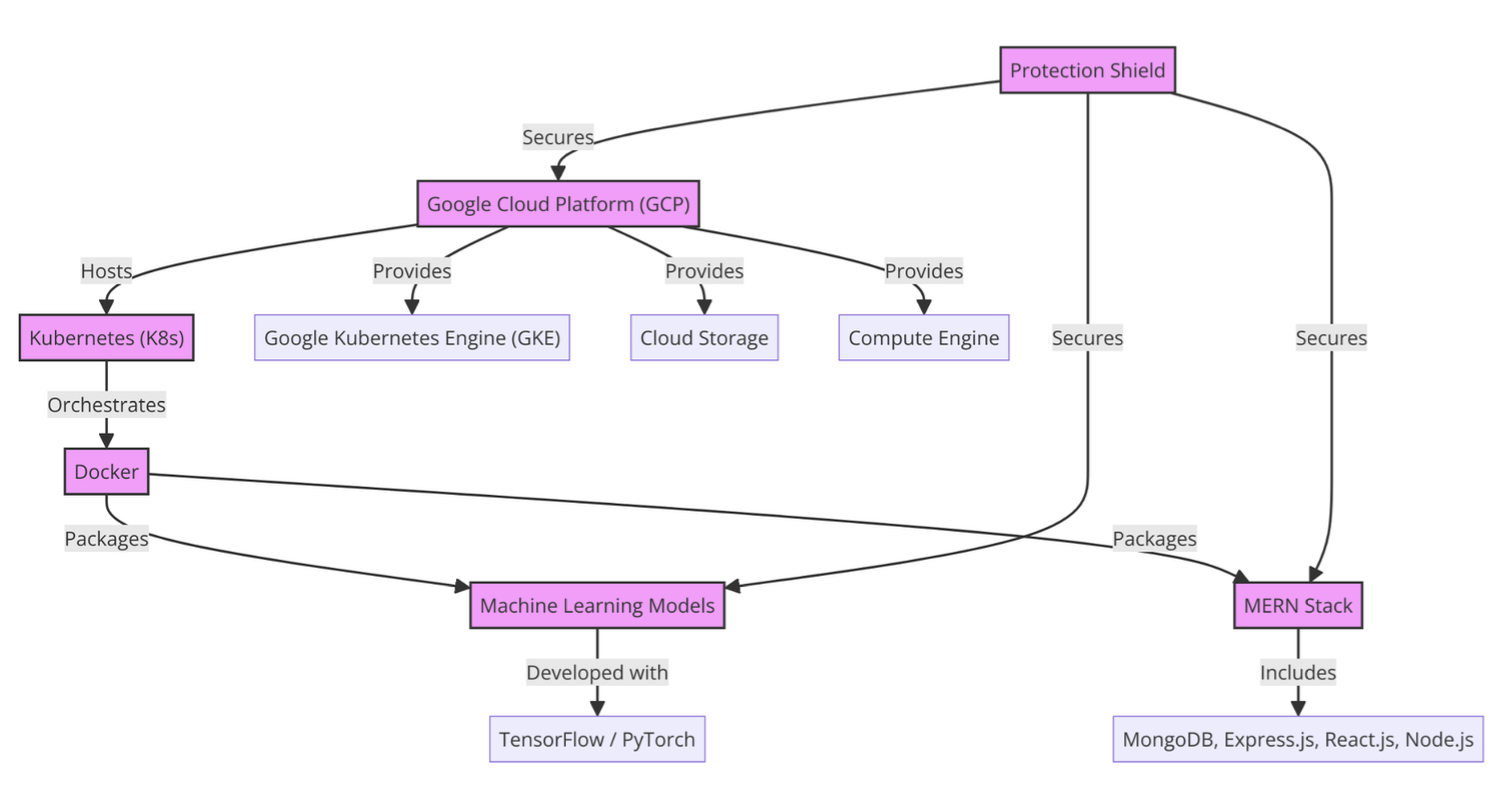 Protection Shield
Secures
Google Cloud Platform (GCP)
Hosts
Provides
Provides
Provides
Kubernetes (K8s)
Google Kubernetes Engine (GKE)
Cloud Storage
Compute Engine
Secures
Secures
Orchestrates
Docker
Packages
Packages
Machine Learning Models
MERN Stack
Developed with
Includes
TensorFlow / PyTorch
MongoDB, Express.js, React.js, Node.js